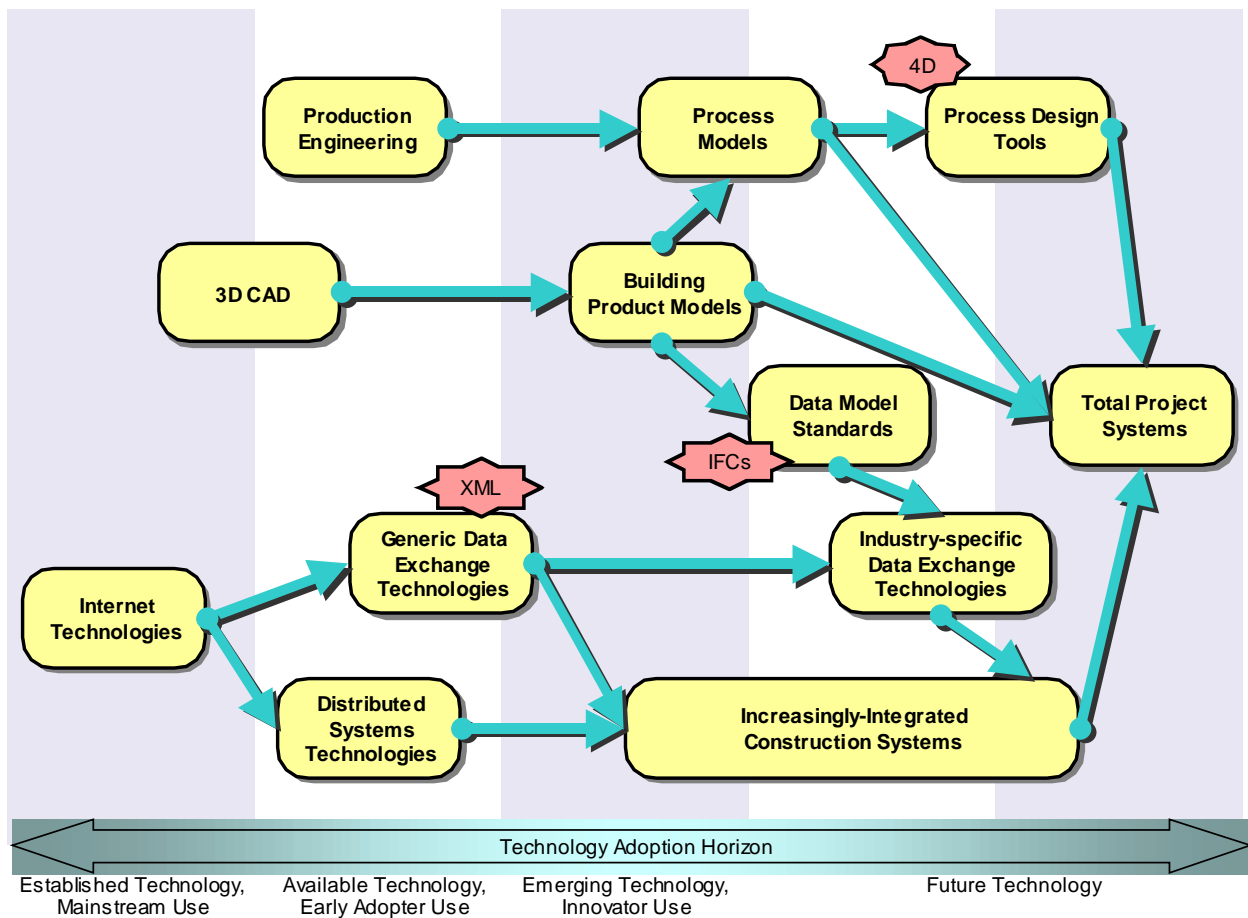 4D
Production
Engineering
Process
Models
Process Design
Tools
3D CAD
Building
Product Models
Data Model
Standards
Total Project
Systems
IFCs
XML
Generic Data
Exchange
Technologies
Industry-specific
Data Exchange
Technologies
Internet
Technologies
Distributed
Systems
Technologies
Increasingly-Integrated
Construction Systems
Technology Adoption Horizon
Established Technology,
Mainstream Use
Available Technology,
Early Adopter Use
Emerging Technology,
Innovator Use
Future Technology